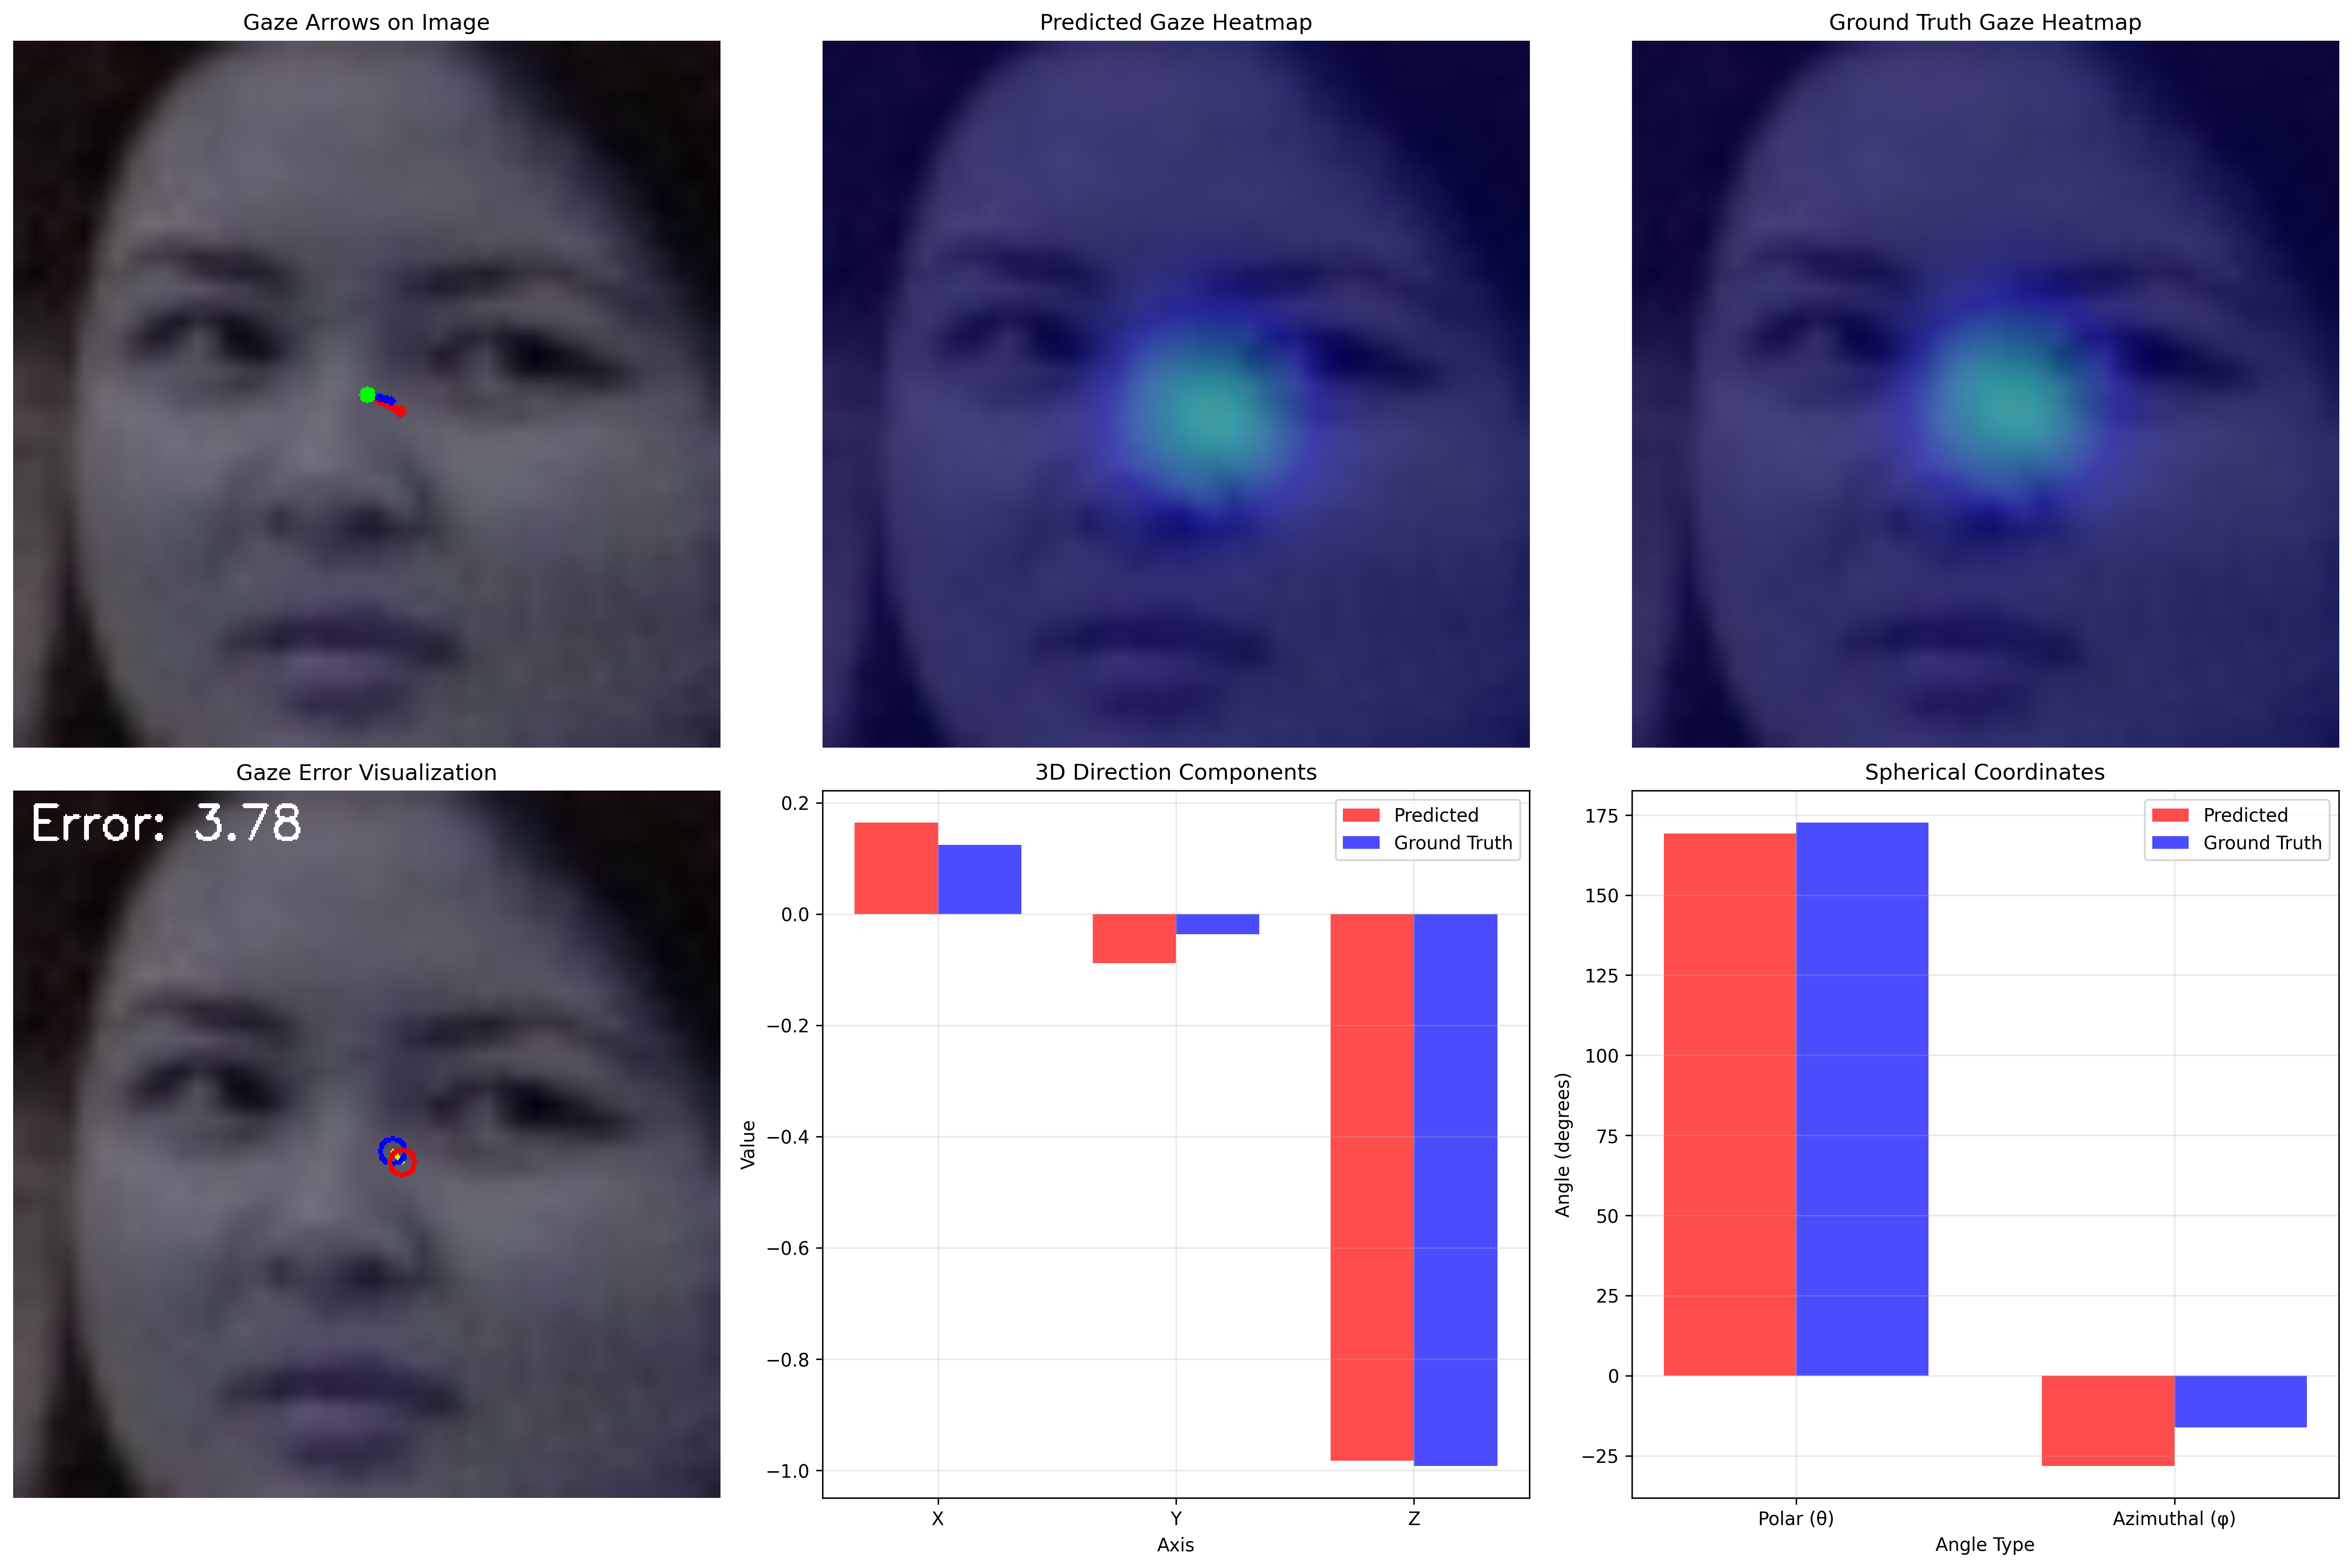 Gaze Arrows on Image
Predicted Gaze Heatmap
Ground Truth Gaze Heatmap
Gaze Error Visualization
Error: 3.78
3D Direction Components
Predicted
Ground Truth
0.2
0.0
−0.2
−0.4
−0.6
−0.8
−1.0
Value
X Y Z
Axis
Spherical Coordinates
Predicted
Ground Truth
175
150
125
100
75
50
25
0
−25
Angle (degrees)
Polar (θ) Azimuthal (φ)
Angle Type